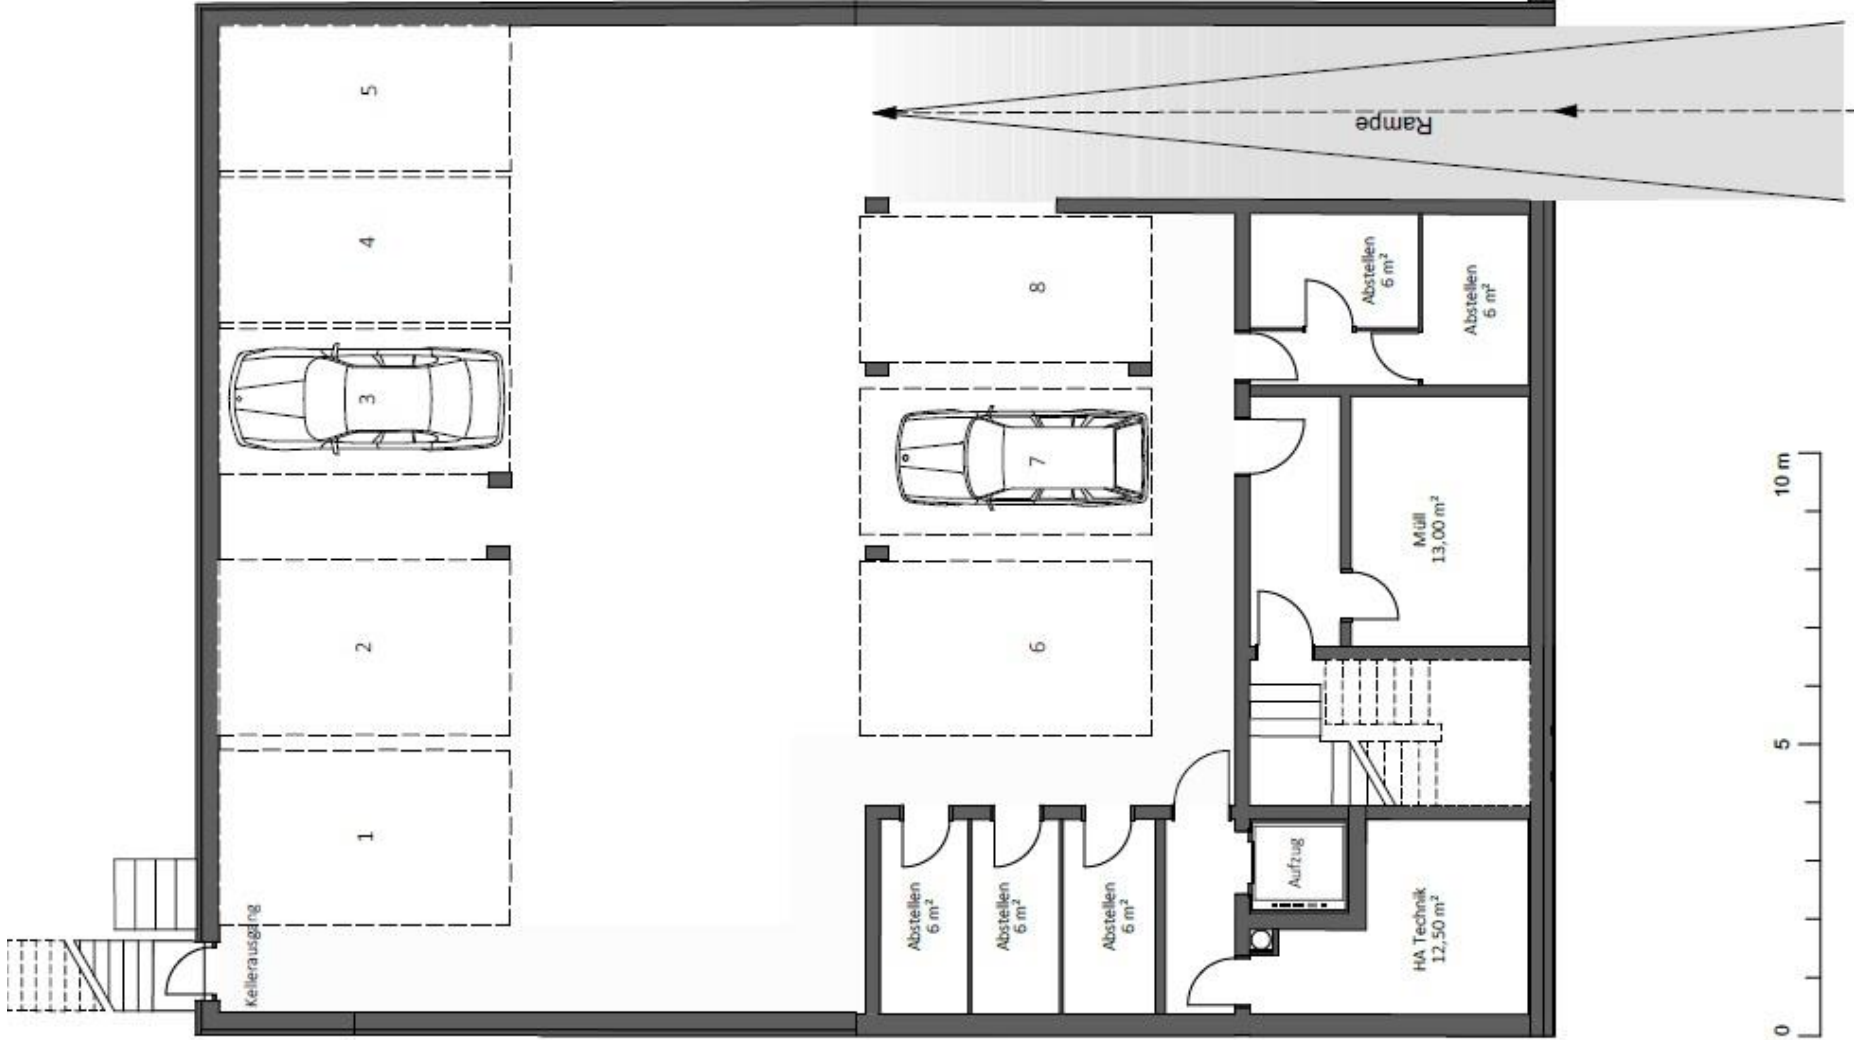 5
4
3
2
1
8
7
6
Rampe
Abstellen
6 m²
Abstellen
6 m²
Müll
13,00 m²
Abstellen
6 m²
Abstellen
6 m²
Abstellen
6 m²
Aufzug
HA Technik
12,50 m²
Kellerausgang
10 m
5
0